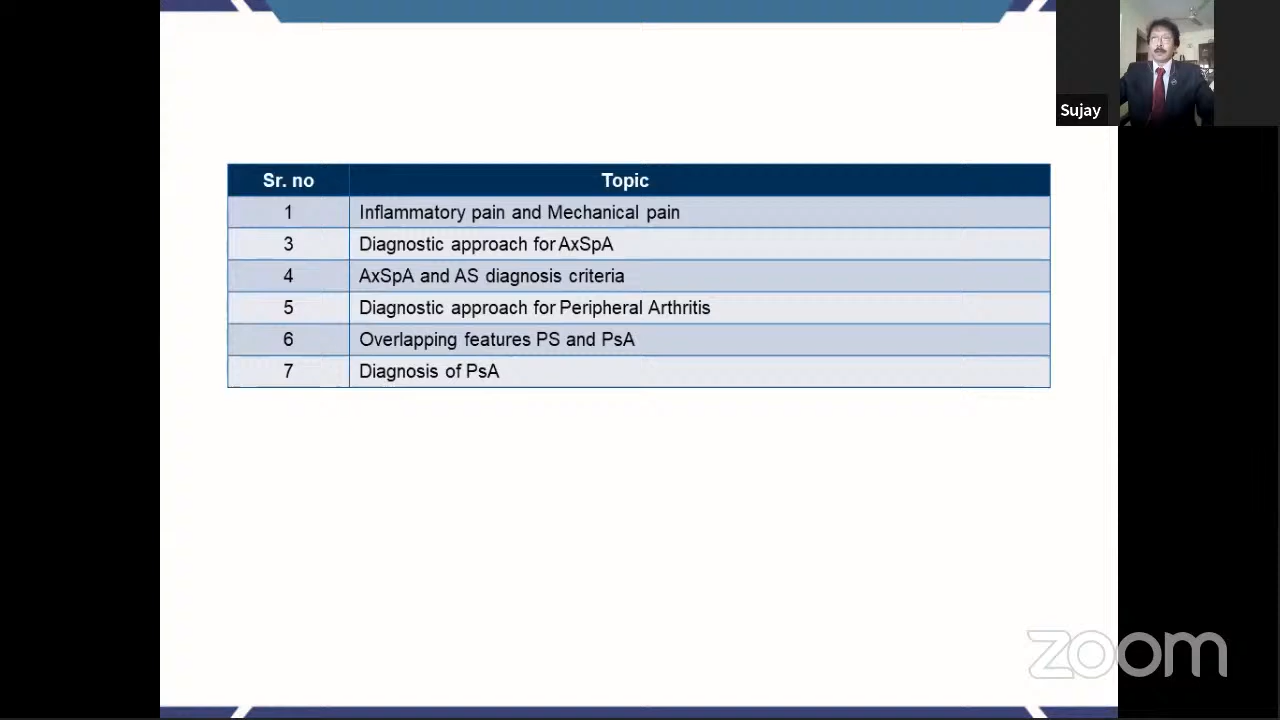 Sujay
Sr. no Topic
1 Inflammatory pain and Mechanical pain
3 Diagnostic approach for AxSpA
4 AxSpA and AS diagnosis criteria
5 Diagnostic approach for Peripheral Arthritis
6 Overlapping features PS and PsA
7 Diagnosis of PsA
zoom